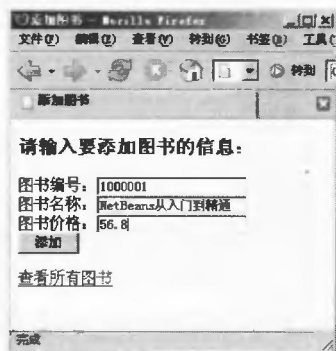 添加图书 - Mozilla Firefox
文件(F) 编辑(E) 查看(V) 转到(G) 书签(B) 工具(
转到
添加图书
请输入要添加图书的信息：
图书编号：1000001
图书名称：NetBeans从入门到精通
图书价格：56.8
添加
查看所有图书
完成